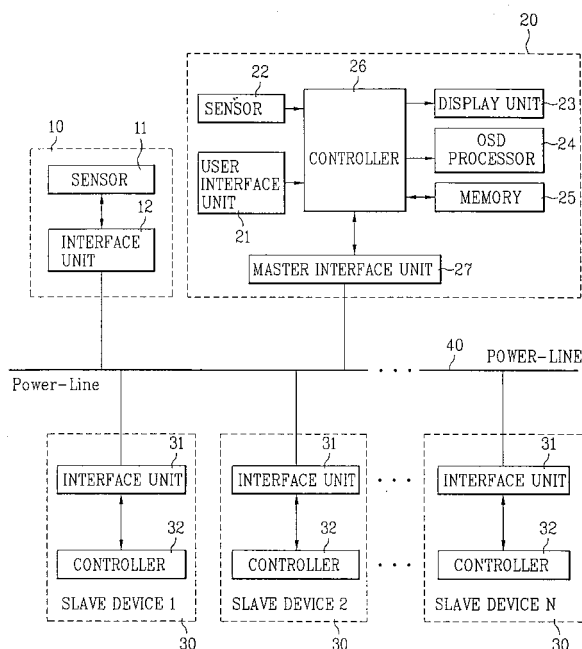 20
22
26
SENSOR
DISPLAY UNIT
23
24
10
11
CONTROLLER
OSD
PROCESSOR
SENSOR
USER
INTERFACE
UNIT
12
MEMORY
25
INTERFACE
UNIT
21
MASTER INTERFACE UNIT
27
40
POWER-LINE
Power-Line
• • •
31
31
31
INTERFACE UNIT
INTERFACE UNIT
• • •
INTERFACE UNIT
32
32
32
CONTROLLER
CONTROLLER
• • •
CONTROLLER
SLAVE DEVICE 1
SLAVE DEVICE 2
SLAVE DEVICE N
30
30
30